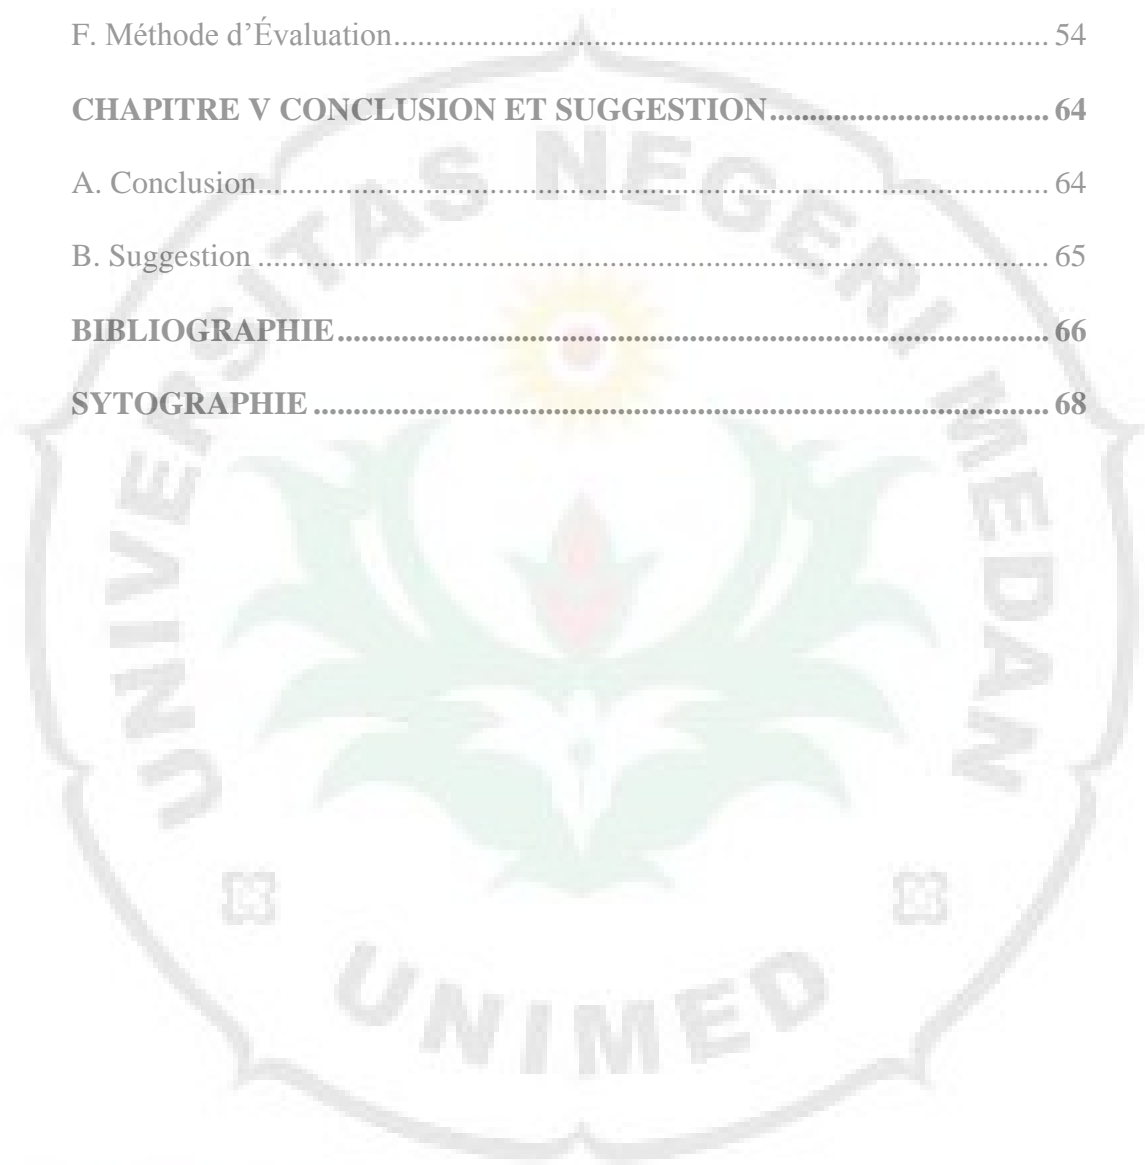 F. Méthode d’Évaluation.......................................................................... 54
CHAPITRE V CONCLUSION ET SUGGESTION.................................. 64
A. Conclusion.......................................................................................... 64
B. Suggestion .......................................................................................... 65
BIBLIOGRAPHIE..................................................................................... 66
SYTOGRAPHIE ........................................................................................ 68
UNIVERSITAS NEGERI MEDAN
UNIMED